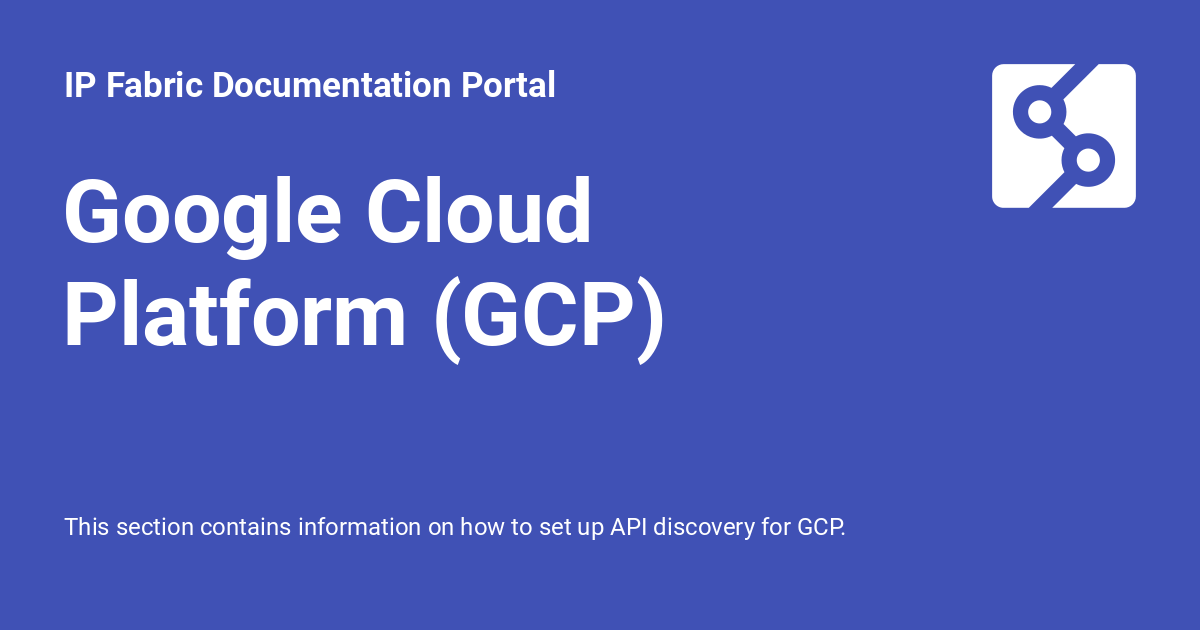 IP Fabric Documentation Portal
Google Cloud
Platform (GCP)
This section contains information on how to set up API discovery for GCP.